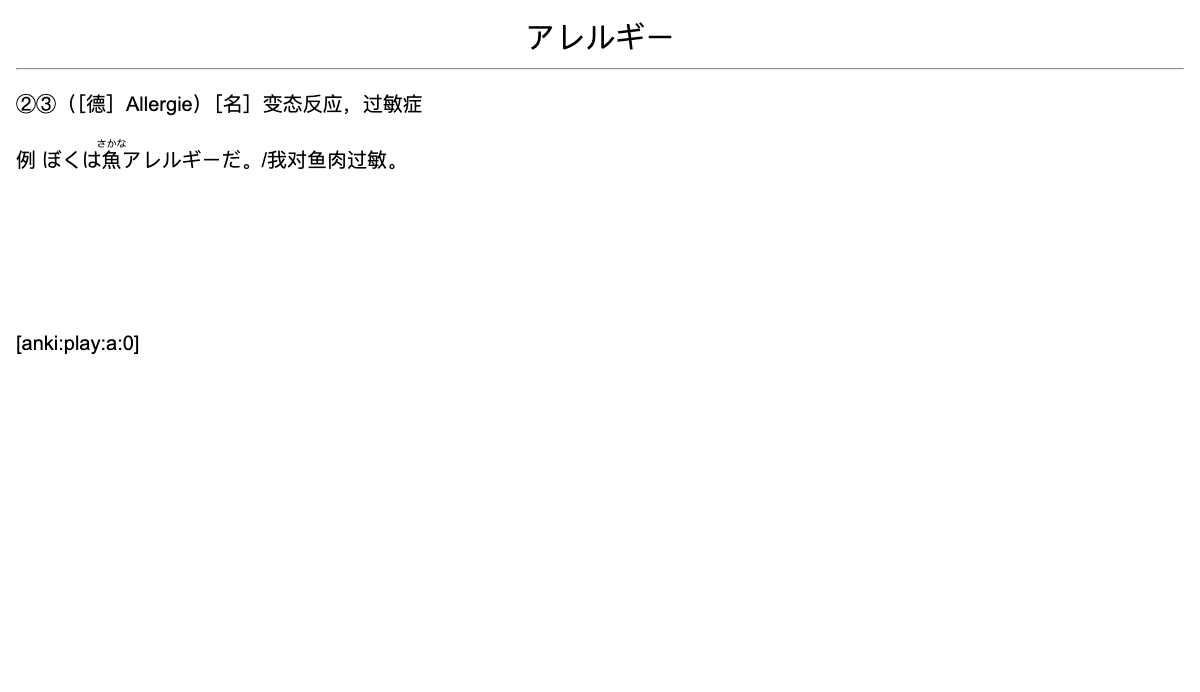 アレルギー
②③（［德］Allergie）［名］变态反应，过敏症
さかな
例 ぼくは魚アレルギーだ。/我对鱼肉过敏。
[anki:play:a:0]